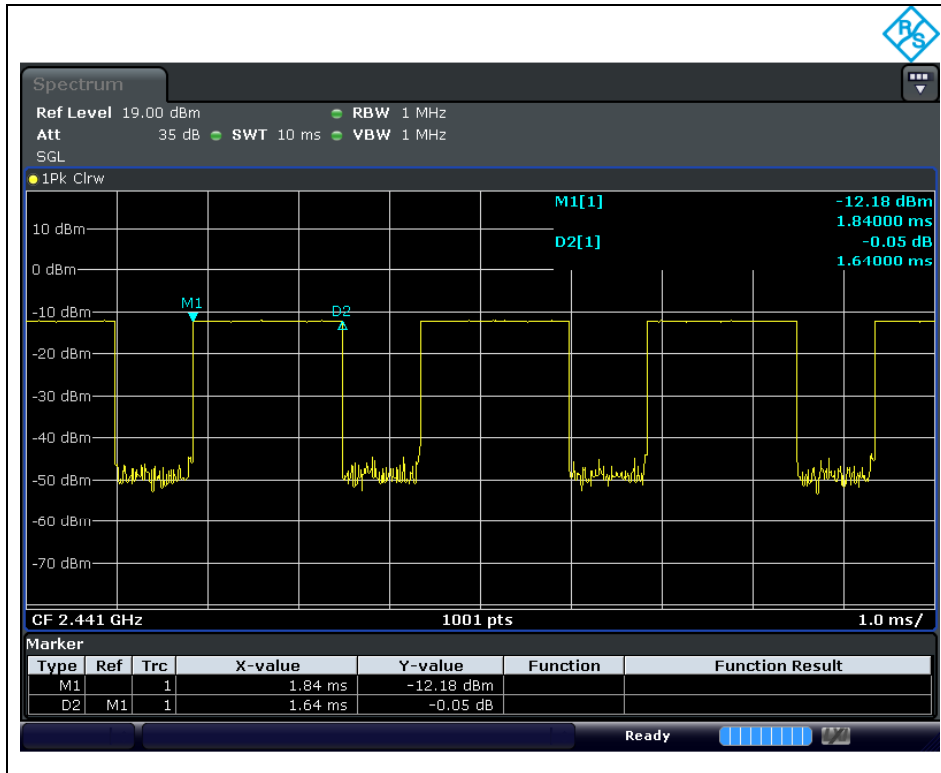 R&S
Spectrum
Ref Level 19.00 dBm RBW 1 MHz
Att 35 dB SWT 10 ms VBW 1 MHz
SGL
1Pk Clrw
M1[1] -12.18 dBm
1.84000 ms
D2[1] -0.05 dB
1.64000 ms
10 dBm
0 dBm
M1
D2
-10 dBm
-20 dBm
-30 dBm
-40 dBm
-50 dBm
-60 dBm
-70 dBm
CF 2.441 GHz 1001 pts 1.0 ms/
Marker
Type Ref Trc X-value Y-value Function Function Result
M1 1 1.84 ms -12.18 dBm
D2 M1 1 1.64 ms -0.05 dB
Ready